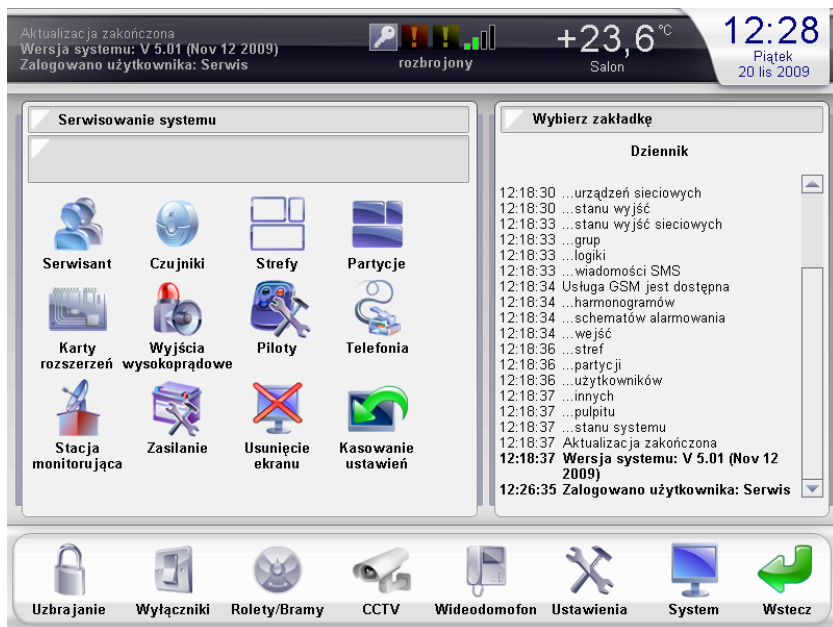 Aktualizacja zakończona
Wersja systemu: V 5.01 (Nov 12 2009)
Zalogowano użytkownika: Serwis
rozbrojony
+23,6 °C
Salon
12:28
Piątek
20 lis 2009
Serwisowanie systemu
Serwisant Czujniki Strefy Partycje
Karty rozszerzeń
Wyjścia wysokoprądowe
Piloty Telefonia
Stacja monitorująca
Zasilanie
Usunięcie ekranu
Kasowanie ustawień
Wybierz zakładkę
Dziennik
12:18:30 ...urządzeń sieciowych
12:18:30 ...stanu wyjść
12:18:33 ...stanu wyjść sieciowych
12:18:33 ...grup
12:18:33 ...logiki
12:18:33 ...wiadomości SMS
12:18:34 Usługa GSM jest dostępna
12:18:34 ...harmonogramów
12:18:34 ...schematów alarmowania
12:18:34 ...wejść
12:18:36 ...stref
12:18:36 ...partycji
12:18:36 ...użytkowników
12:18:37 ...innych
12:18:37 ...pulpitu
12:18:37 ...stanu systemu
12:18:37 Aktualizacja zakończona
12:18:37 Wersja systemu: V 5.01 (Nov 12
2009)
12:26:35 Zalogowano użytkownika: Serwis
Uzbrajanie Wyłączniki Rolety/Bramy CCTV Wideodomofon Ustawienia System Wstecz